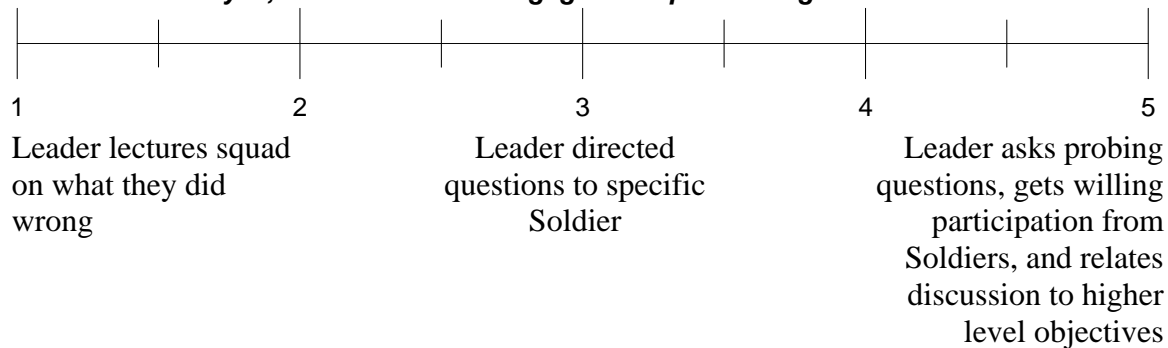 1 2 3 4 5
Leader lectures squad
on what they did
wrong
Leader directed
questions to specific
Soldier
Leader asks probing
questions, gets willing
participation from
Soldiers, and relates
discussion to higher
level objectives